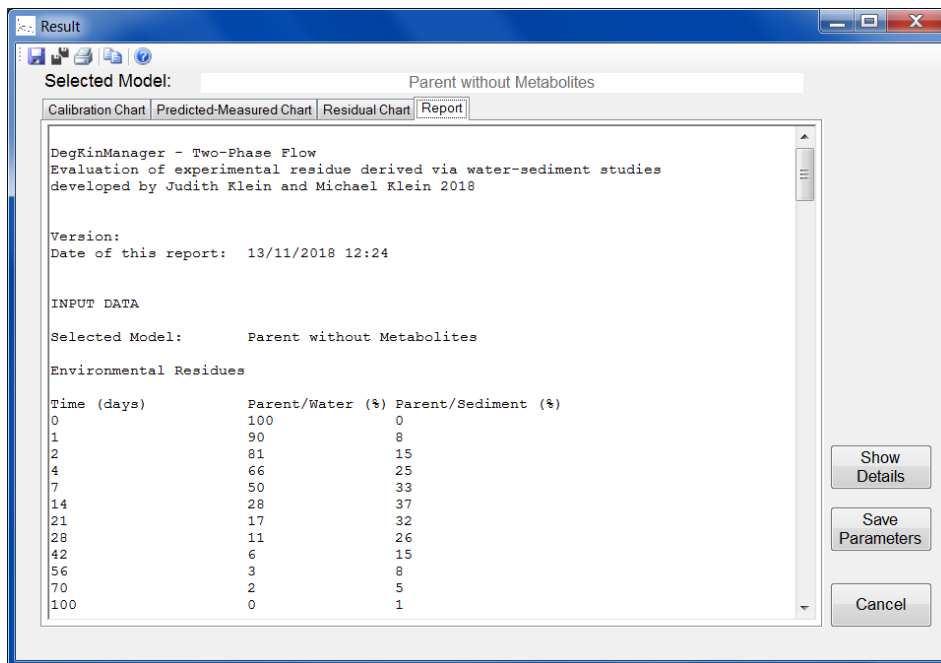 Result
Selected Model: Parent without Metabolites
Calibration Chart Predicted-Measured Chart Residual Chart Report
DegKinManager - Two-Phase Flow
Evaluation of experimental residue derived via water-sediment studies
developed by Judith Klein and Michael Klein 2018
Version:
Date of this report: 13/11/2018 12:24
INPUT DATA
Selected Model: Parent without Metabolites
Environmental Residues
Time (days) Parent/Water (%) Parent/Sediment (%)
0 100 0
1 90 8
2 81 15
4 66 25
7 50 33
14 28 37
21 17 32
28 11 26
42 6 15
56 3 8
70 2 5
100 0 1
Show
Details
Save
Parameters
Cancel